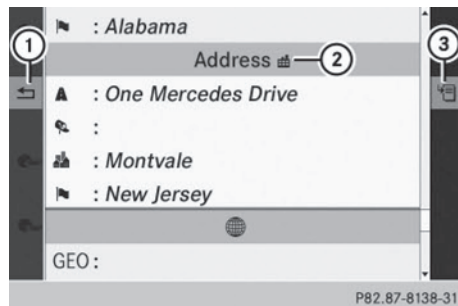 : Alabama
1
Address
2
3
: One Mercedes Drive
:
: Montvale
: New Jersey
GEO:
P82.87-8138-31